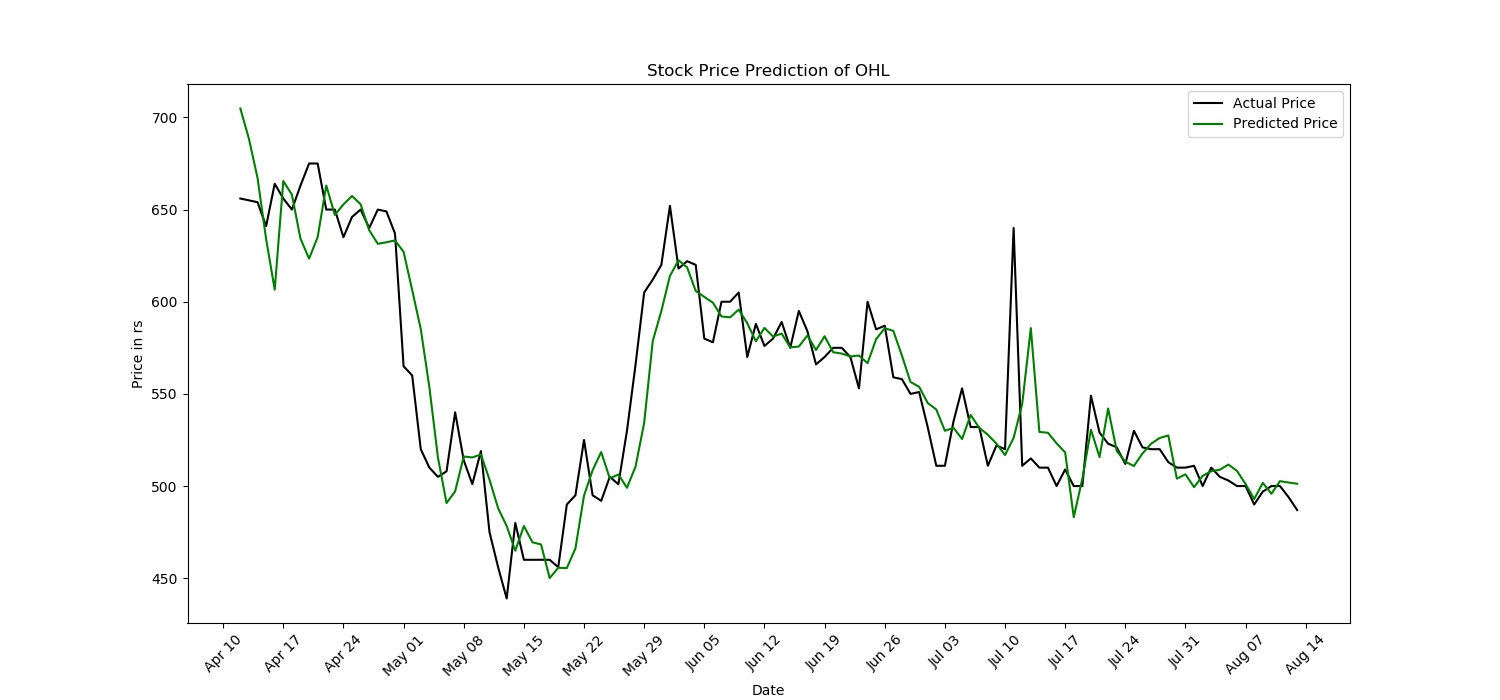 Stock Price Prediction of OHL
Actual Price
Predicted Price
700
650
600
550
500
450
Price in rs
Apr 10
Apr 17
Apr 24
May 01
May 08
May 15
May 22
May 29
Jun 05
Jun 12
Jun 19
Jun 26
Jul 03
Jul 10
Jul 17
Jul 24
Jul 31
Aug 07
Aug 14
Date